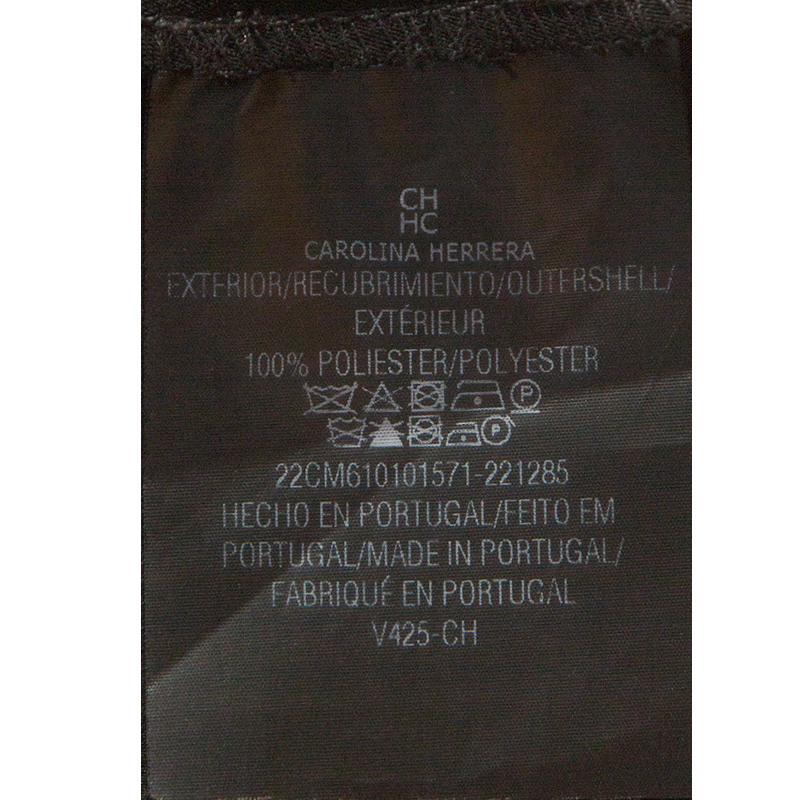 CH
HC
CAROLINA HERRERA
EXTERIOR/RECUBRIMIENTO/OUTERSHELL/
EXTÉRIEUR
100% POLIESTER/POLYESTER
P
P
22CM610101571-221285
HECHO EN PORTUGAL/FEITO EM
PORTUGAL/MADE IN PORTUGAL/
FABRIQUÉ EN PORTUGAL
V425-CH